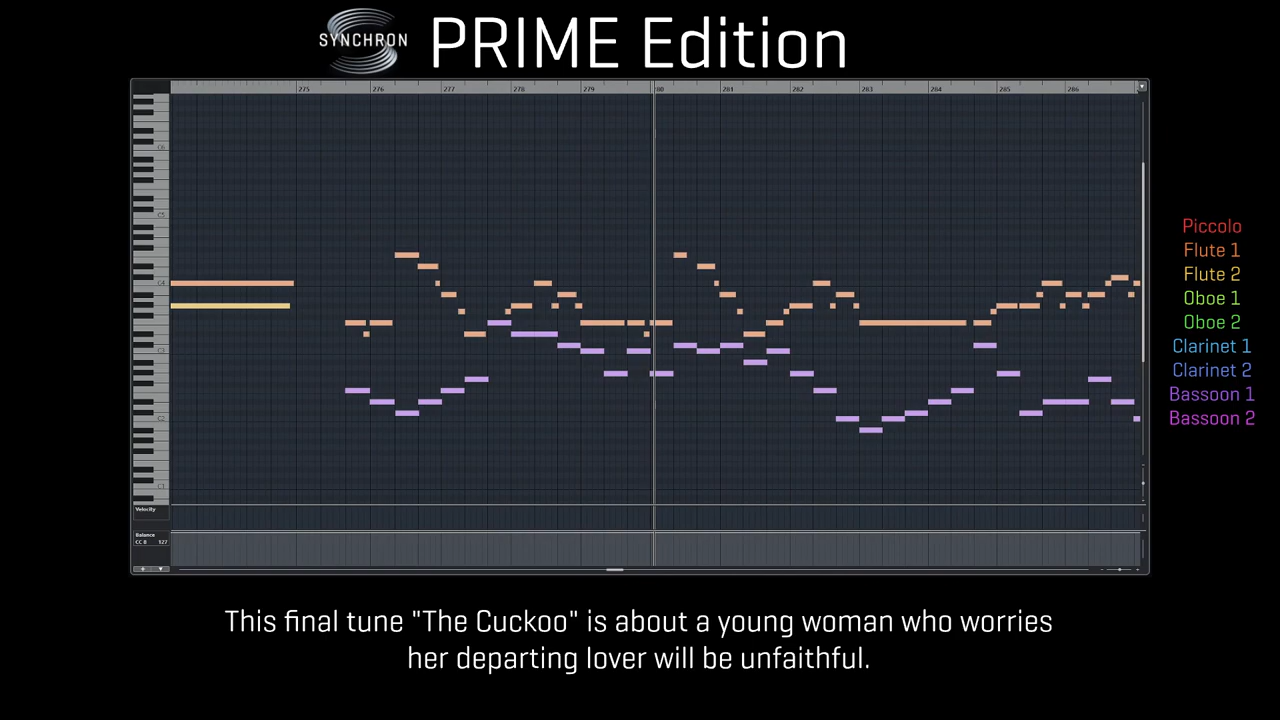 SYNCHRON PRIME Edition
275 276 277 278 279 280 281 282 283 284 285 286
C6
C5
C4
C3
C2
C1
Velocity
Balance
CC 8 127
Piccolo
Flute 1
Flute 2
Oboe 1
Oboe 2
Clarinet 1
Clarinet 2
Bassoon 1
Bassoon 2
This final tune "The Cuckoo" is about a young woman who worries
her departing lover will be unfaithful.